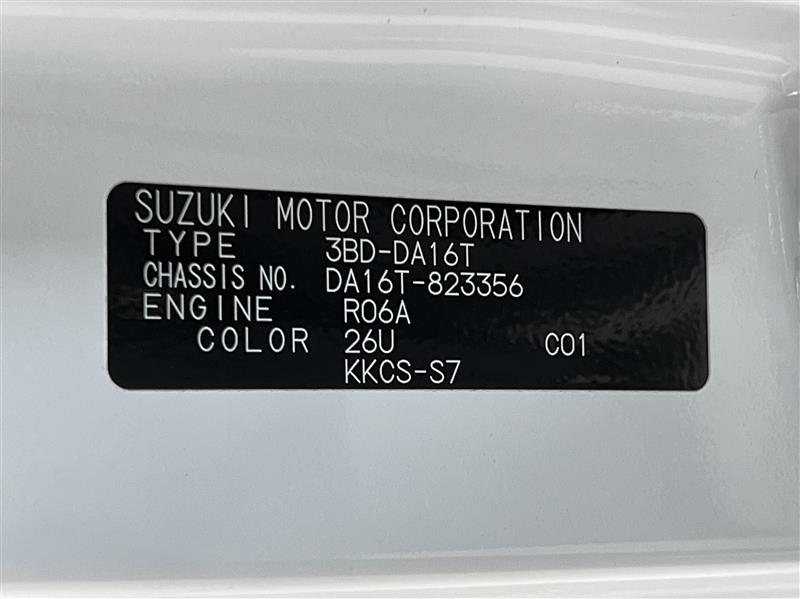 SUZUKI MOTOR CORPORATION
TYPE 3BD-DA16T
CHASSIS NO. DA16T-823356
ENGINE R06A
COLOR 26U C01
KKCS-S7